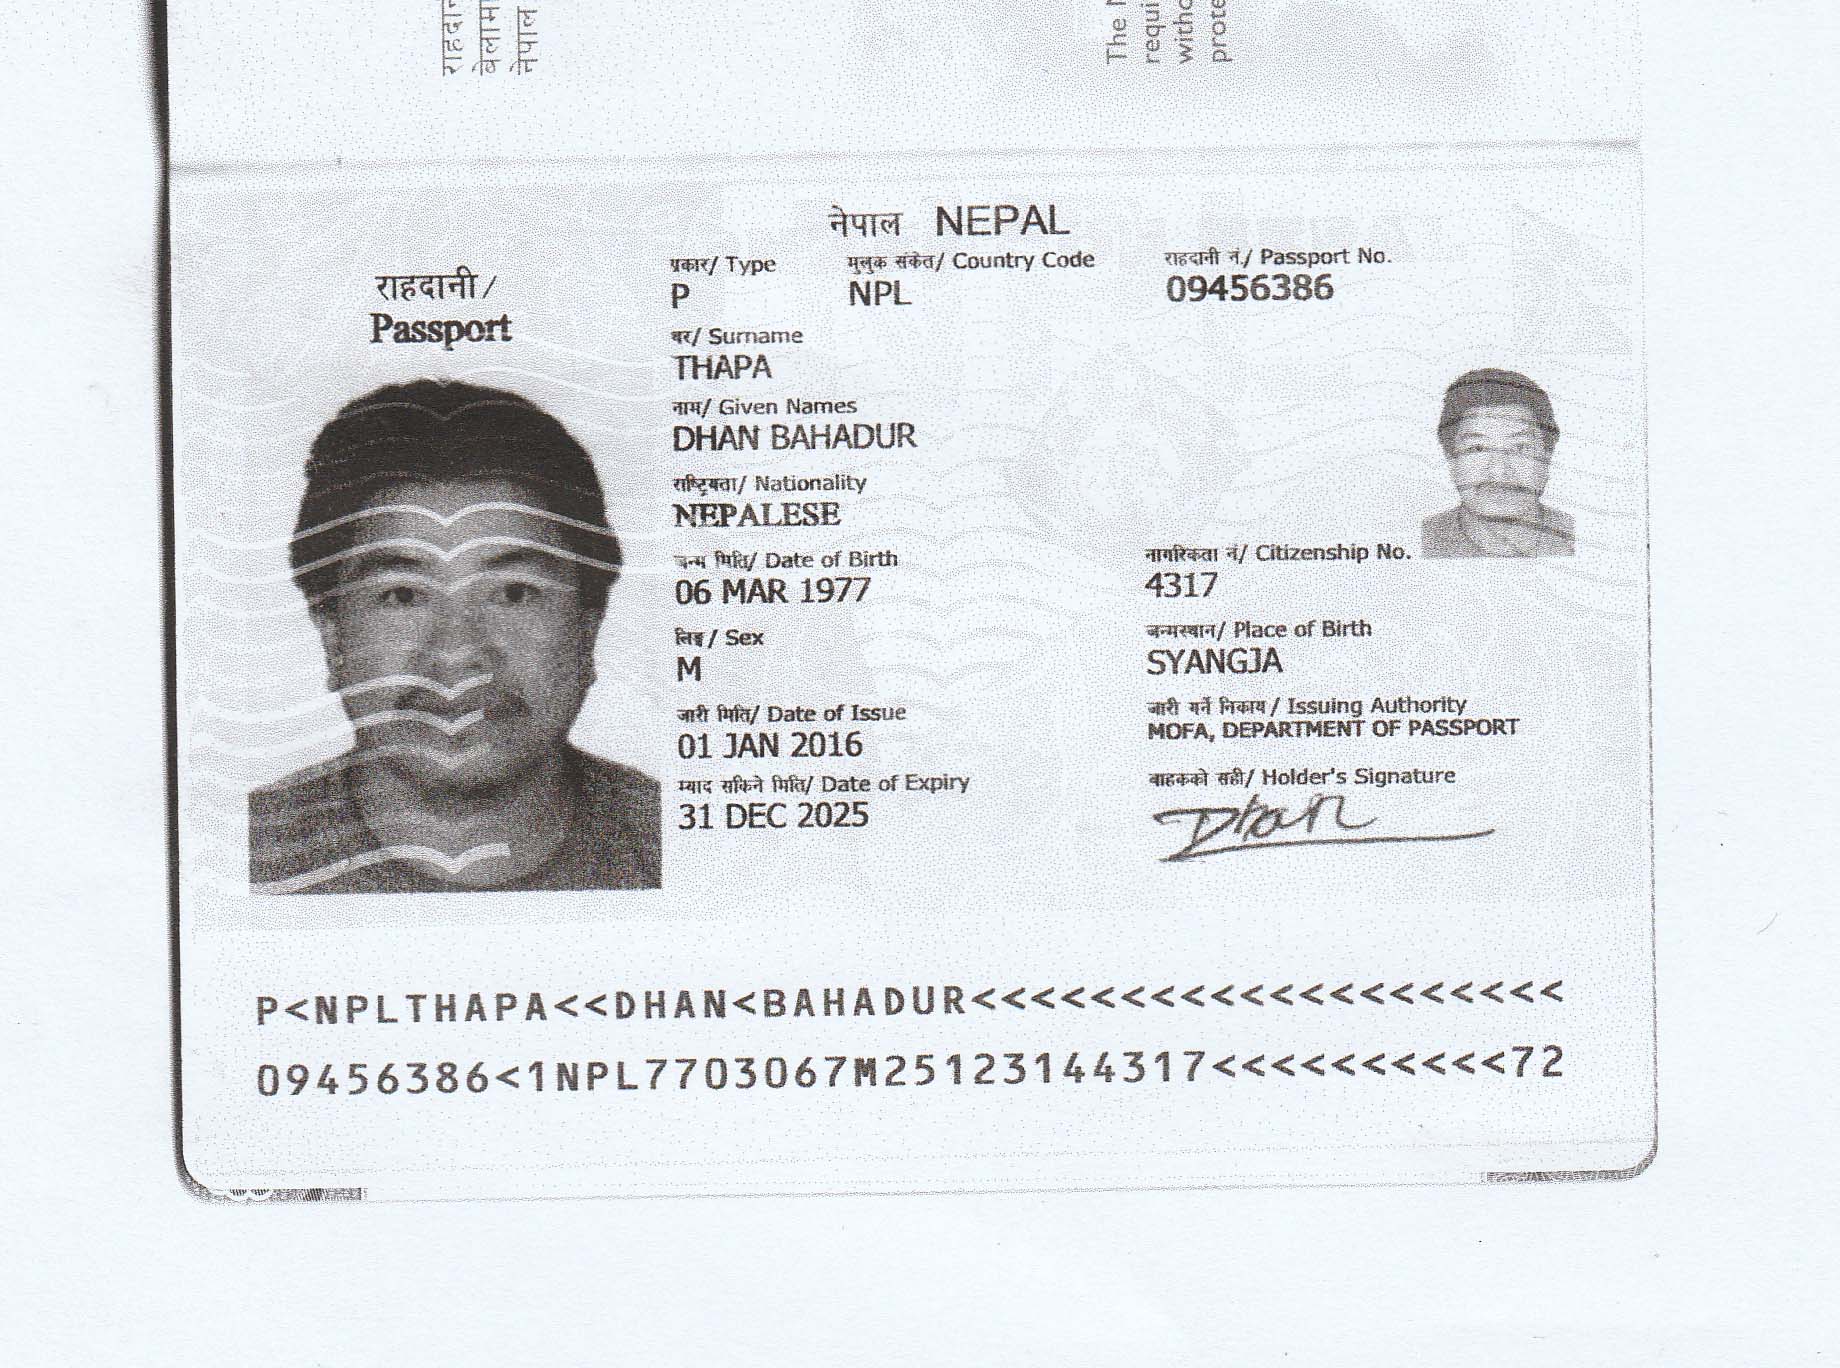 राहदान
नेपाल
The N
requi
witho
prote
नेपाल NEPAL
राहदानी/
Passport
प्रकार/ Type
P
मुलुक संकेत/ Country Code
NPL
राहदानी नं./ Passport No.
09456386
थर/ Surname
THAPA
नाम/ Given Names
DHAN BAHADUR
राष्ट्रियता/ Nationality
NEPALESE
जन्म मिति/ Date of Birth
06 MAR 1977
नागरिकता नं/ Citizenship No.
4317
लिङ्ग/ Sex
M
जन्मस्थान/ Place of Birth
SYANGJA
जारी मिति/ Date of Issue
01 JAN 2016
जारी गर्ने निकाय/ Issuing Authority
MOFA, DEPARTMENT OF PASSPORT
म्याद सकिने मिति/ Date of Expiry
31 DEC 2025
वाहकको सही/ Holder's Signature
Dhan
P<NPLTHAPA<<DHAN<BAHADUR<<<<<<<<<<<<<<<<<<<<
09456386<1NPL7703067M25123144317<<<<<<<<<<72